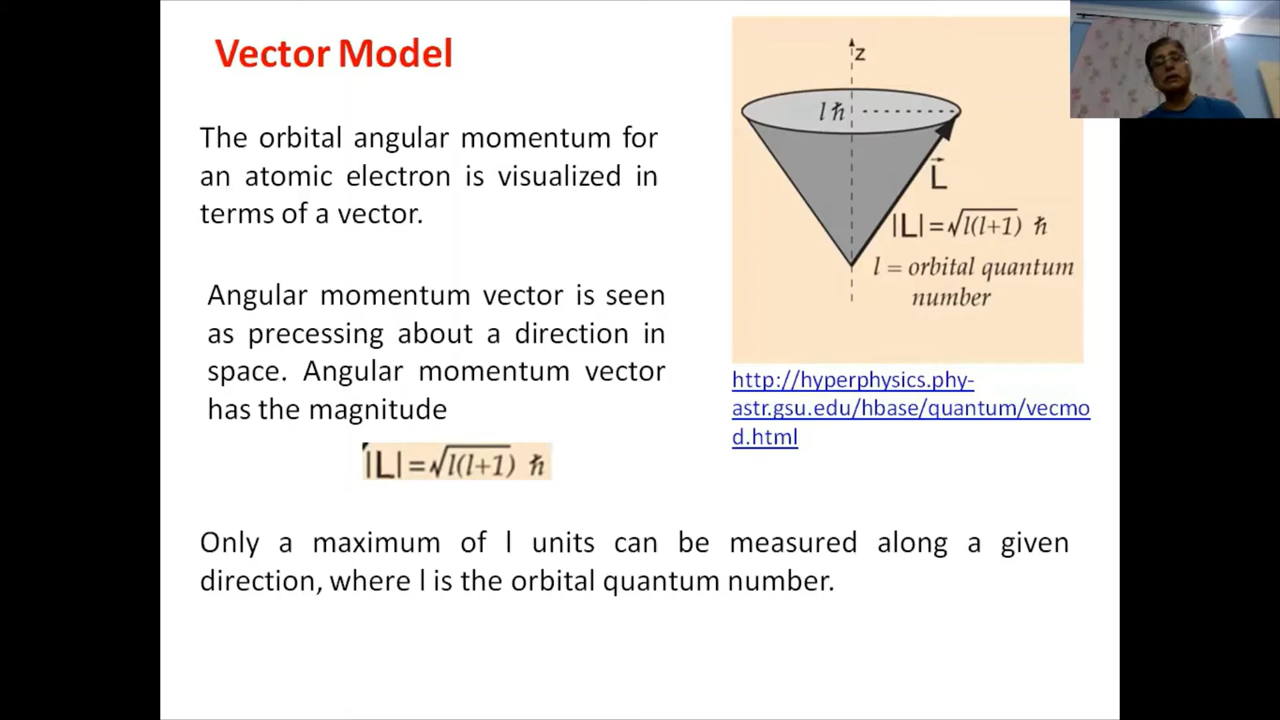 Vector Model
The orbital angular momentum for
an atomic electron is visualized in
terms of a vector.
Angular momentum vector is seen
as precessing about a direction in
space. Angular momentum vector
has the magnitude
|L| = √l(l+1) ℏ
Only a maximum of l units can be measured along a given
direction, where l is the orbital quantum number.
z
l ℏ
L⃗
|L| = √l(l+1) ℏ
l = orbital quantum
number
http://hyperphysics.phy-
astr.gsu.edu/hbase/quantum/vecmo
d.html